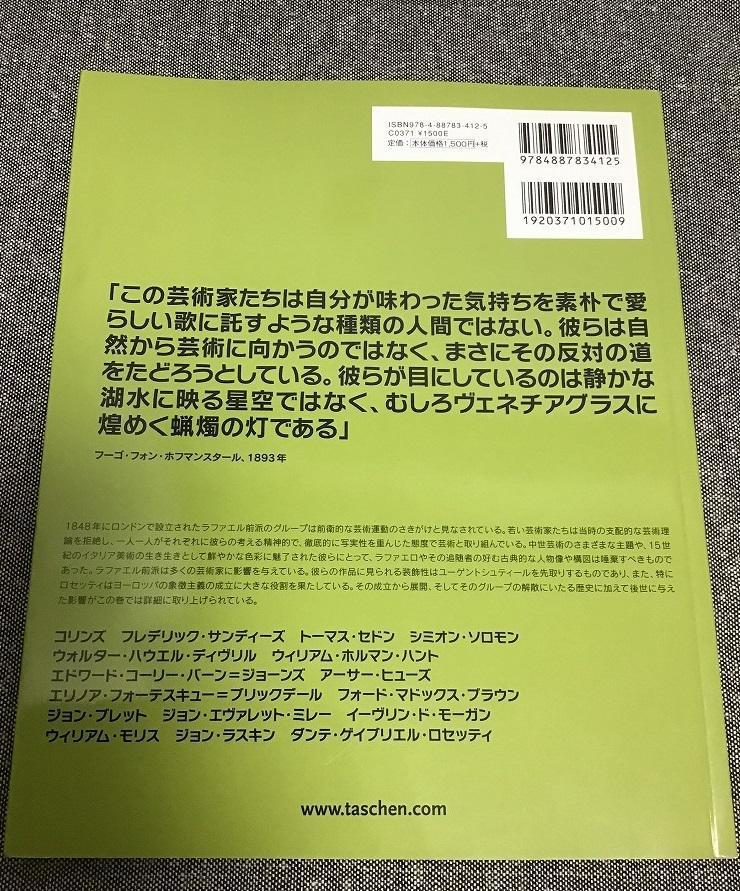 ISBN978-4-88783-412-5
C0371 ¥1500E
定価：本体価格1,500円+税
9784887834125
1920371015009
「この芸術家たちは自分が味わった気持ちを素朴で愛
らしい歌に託すような種類の人間ではない。彼らは自
然から芸術に向かうのではなく、まさにその反対の道
をたどろうとしている。彼らが目にしているのは静かな
湖水に映る星空ではなく、むしろヴェネチアグラスに
煌めく蝋燭の灯である」
フーゴ・フォン・ホフマンスタール、1893年
1848年にロンドンで設立されたラファエル前派のグループは前衛的な芸術運動のさきがけと見なされている。若い芸術家たちは当時の支配的な芸術理
論を拒絶し、一人一人がそれぞれに彼らの考える精神的で、徹底的に写実性を重んじた態度で芸術と取り組んでいる。中世芸術のさまざまな主題や、15世
紀のイタリア美術の生き生きとして鮮やかな色彩に魅了された彼らにとって、ラファエロやその追随者の好む古典的な人物像や構図は唾棄すべきもので
あった。ラファエル前派は多くの芸術家に影響を与えている。彼らの作品に見られる装飾性はユーゲントシュティールを先取りするものであり、また、特に
ロセッティはヨーロッパの象徴主義の成立に大きな役割を果たしている。その成立から展開、そしてそのグループの解散にいたる歴史に加えて後世に与え
た影響がこの巻では詳細に取り上げられている。
コリンズ フレデリック・サンディーズ トーマス・セドン シミオン・ソロモン
ウォルター・ハウエル・デイヴリル ウィリアム・ホルマン・ハント
エドワード・コーリー・バーン=ジョーンズ アーサー・ヒューズ
エリノア・フォーテスキュー=ブリックデール フォード・マドックス・ブラウン
ジョン・ブレット ジョン・エヴァレット・ミレー イーヴリン・ド・モーガン
ウィリアム・モリス ジョン・ラスキン ダンテ・ゲイブリエル・ロセッティ
www.taschen.com